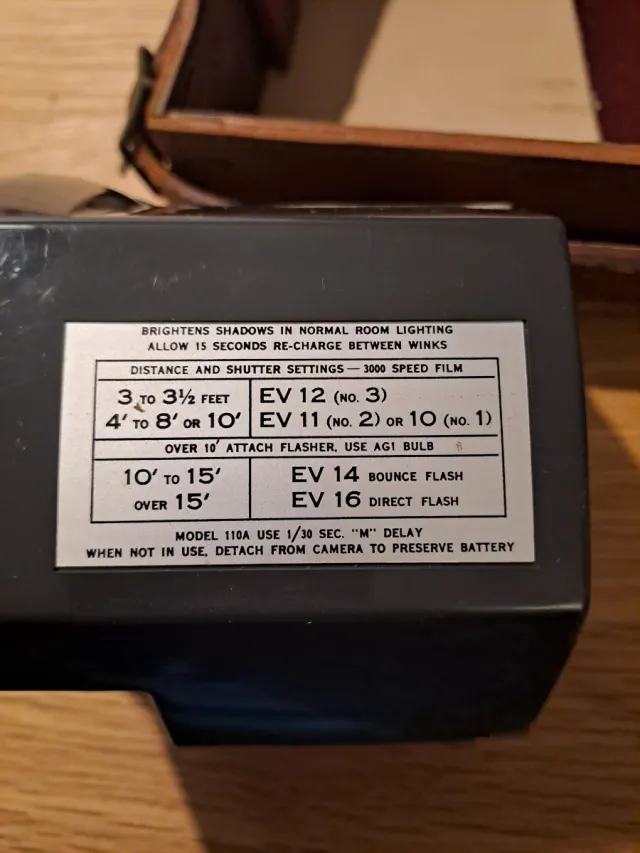 BRIGHTENS SHADOWS IN NORMAL ROOM LIGHTING
ALLOW 15 SECONDS RE-CHARGE BETWEEN WINKS
DISTANCE AND SHUTTER SETTINGS — 3000 SPEED FILM
3 TO 3½ FEET EV 12 (NO. 3)
4' TO 8' OR 10' EV 11 (NO. 2) OR 10 (NO. 1)
OVER 10' ATTACH FLASHER, USE AG1 BULB
10' TO 15' EV 14 BOUNCE FLASH
OVER 15' EV 16 DIRECT FLASH
MODEL 110A USE 1/30 SEC. "M" DELAY
WHEN NOT IN USE, DETACH FROM CAMERA TO PRESERVE BATTERY